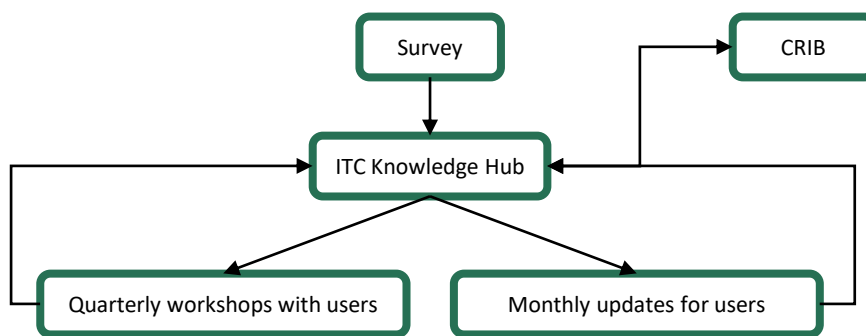 Survey
CRIB
ITC Knowledge Hub
Quarterly workshops with users
Monthly updates for users